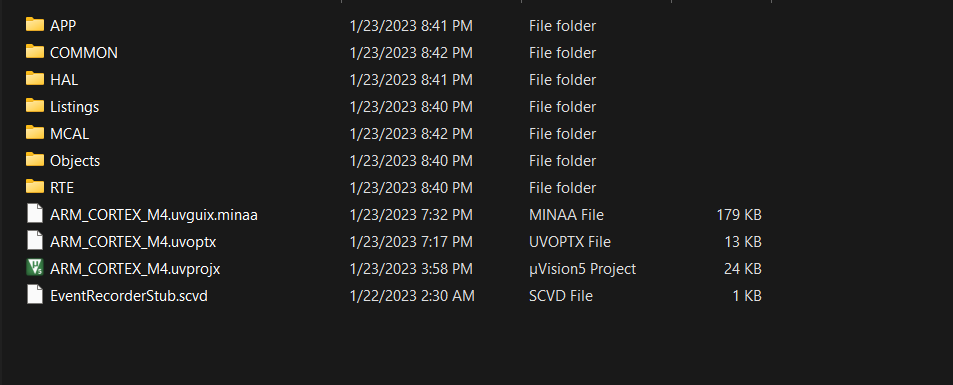 APP 1/23/2023 8:41 PM File folder
COMMON 1/23/2023 8:42 PM File folder
HAL 1/23/2023 8:41 PM File folder
Listings 1/23/2023 8:40 PM File folder
MCAL 1/23/2023 8:42 PM File folder
Objects 1/23/2023 8:40 PM File folder
RTE 1/23/2023 8:40 PM File folder
ARM_CORTEX_M4.uvguix.minaa 1/23/2023 7:32 PM MINAA File 179 KB
ARM_CORTEX_M4.uvoptx 1/23/2023 7:17 PM UVOPTX File 13 KB
ARM_CORTEX_M4.uvprojx 1/23/2023 3:58 PM µVision5 Project 24 KB
EventRecorderStub.scvd 1/22/2023 2:30 AM SCVD File 1 KB